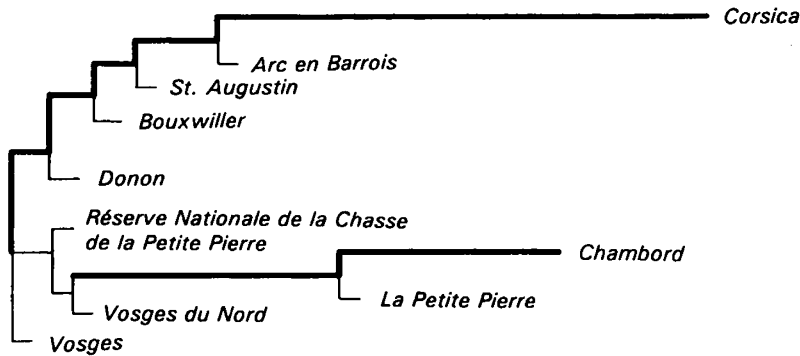 Corsica
Arc en Barrois
St. Augustin
Bouxwiller
Donon
Réserve Nationale de la Chasse
de la Petite Pierre
Chambord
La Petite Pierre
Vosges du Nord
Vosges